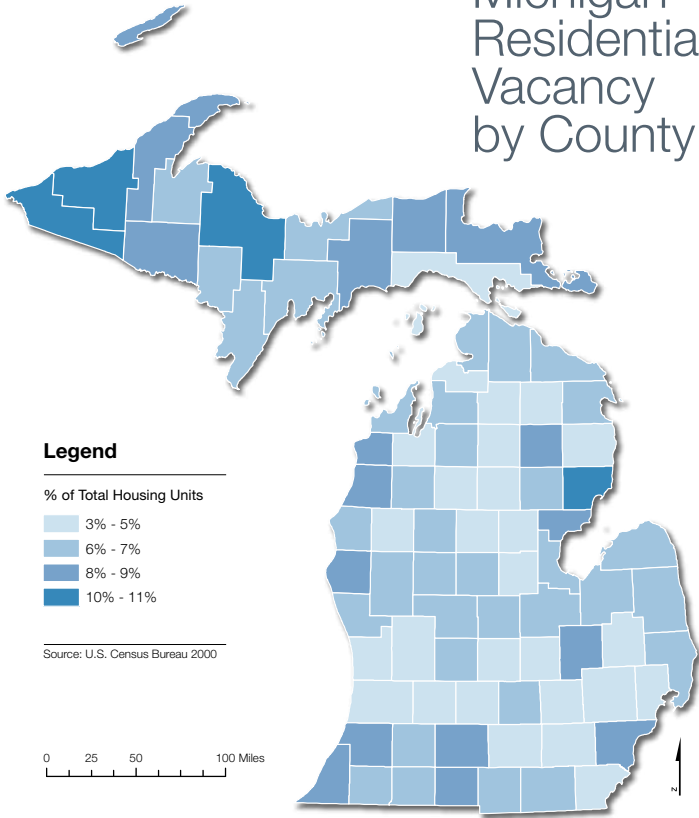 Michigan
Residentia
Vacancy
by County
Legend
% of Total Housing Units
3% - 5%
6% - 7%
8% - 9%
10% - 11%
Source: U.S. Census Bureau 2000
0 25 50 100 Miles
N